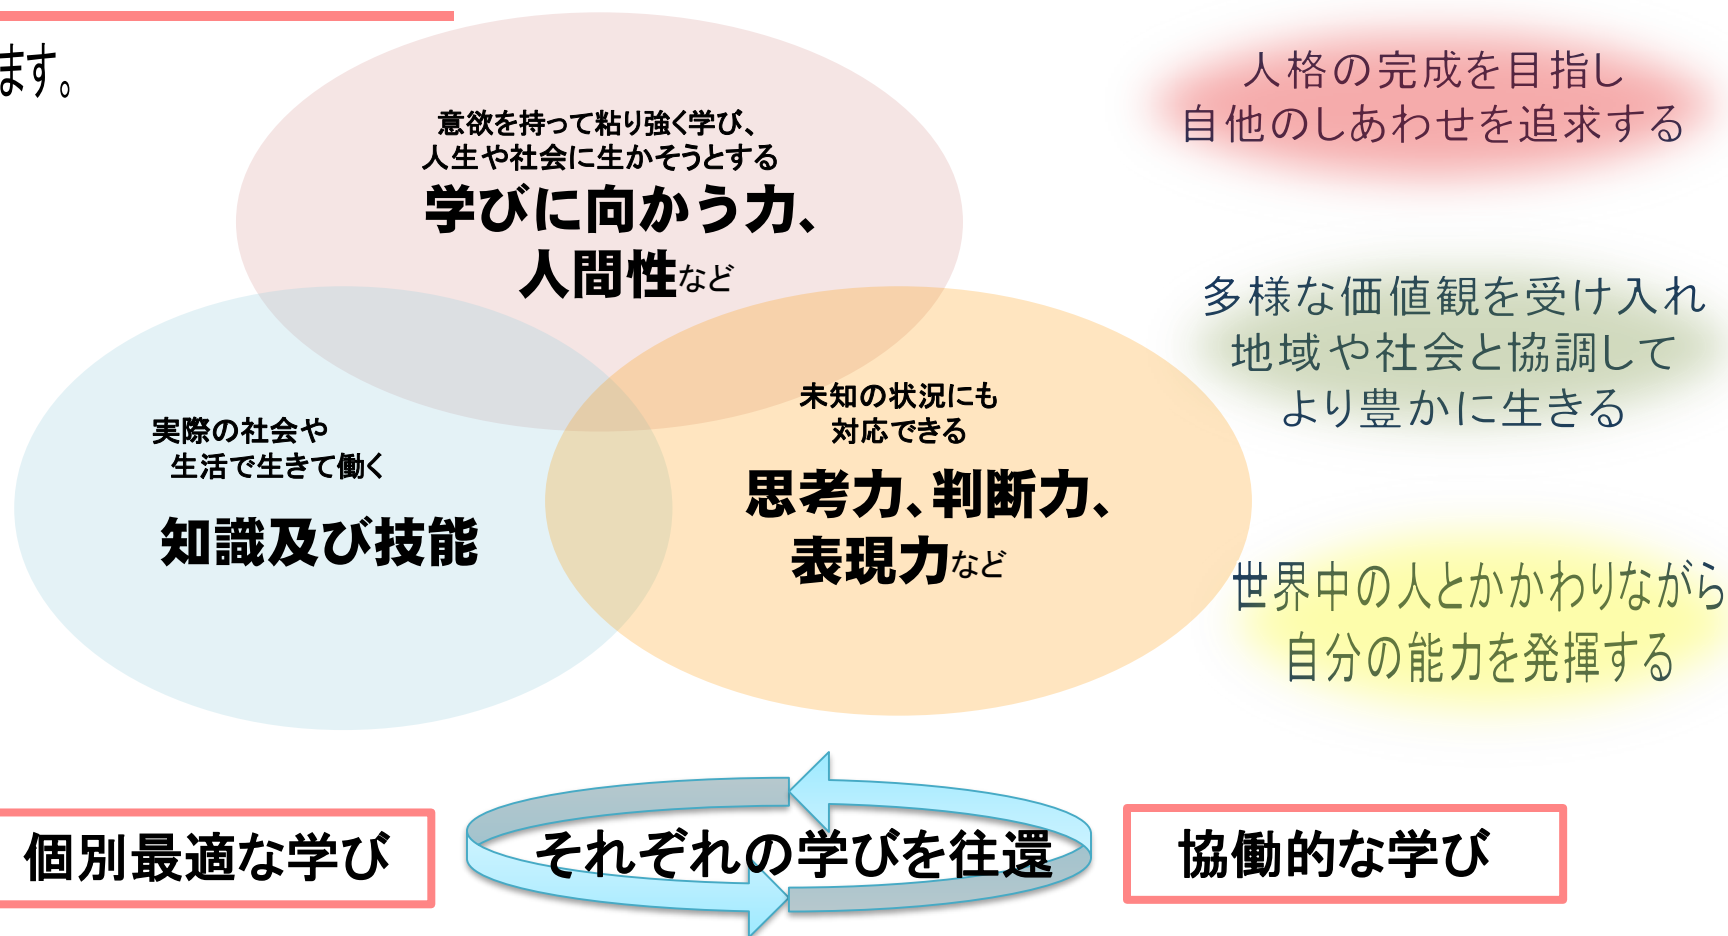 ます。
意欲を持って粘り強く学び、
人生や社会に生かそうとする
学びに向かう力、
人間性など
実際の社会や
生活で生きて働く
知識及び技能
未知の状況にも
対応できる
思考力、判断力、
表現力など
人格の完成を目指し
自他のしあわせを追求する
多様な価値観を受け入れ
地域や社会と協調して
より豊かに生きる
世界中の人とかかわりながら
自分の能力を発揮する
個別最適な学び
それぞれの学びを往還
協働的な学び